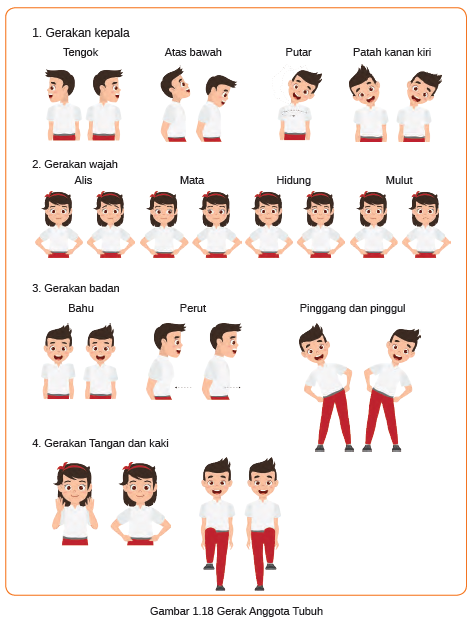 1. Gerakan kepala
Tengok Atas bawah Putar Patah kanan kiri
2. Gerakan wajah
Alis Mata Hidung Mulut
3. Gerakan badan
Bahu Perut Pinggang dan pinggul
4. Gerakan Tangan dan kaki
Gambar 1.18 Gerak Anggota Tubuh